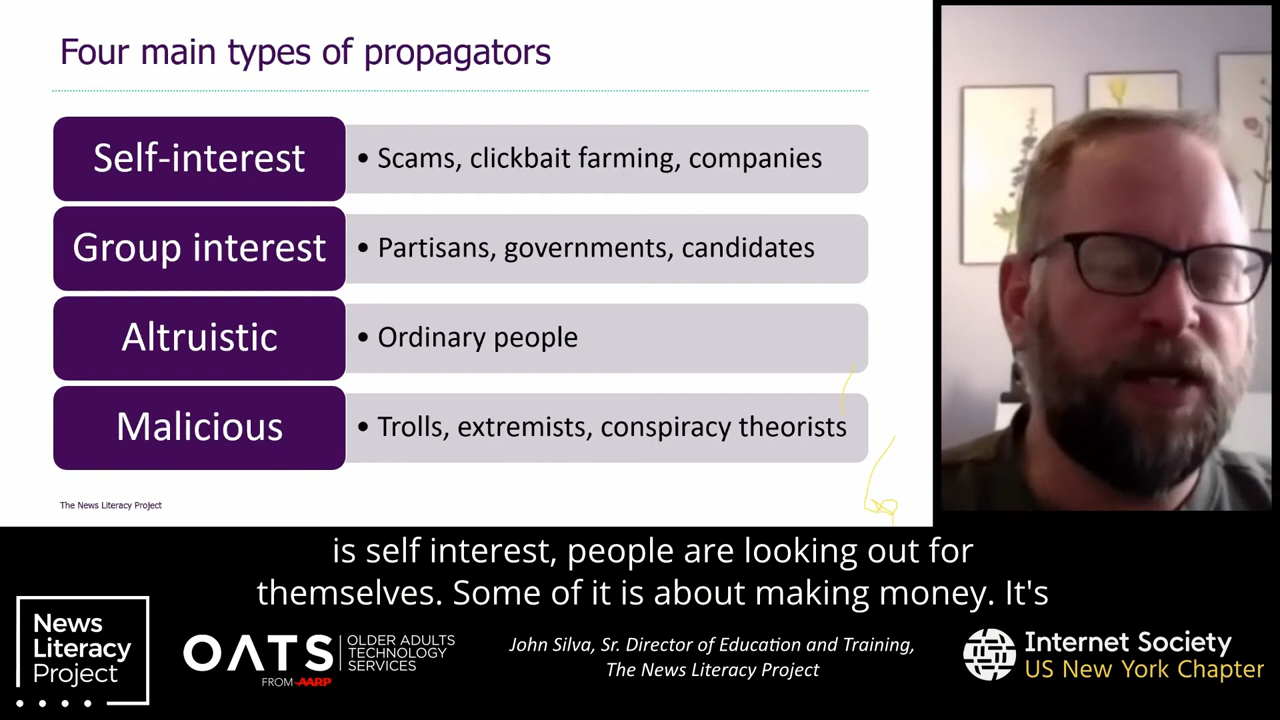 Four main types of propagators
Self-interest
• Scams, clickbait farming, companies
Group interest
• Partisans, governments, candidates
Altruistic
• Ordinary people
Malicious
• Trolls, extremists, conspiracy theorists
The News Literacy Project
is self interest, people are looking out for
themselves. Some of it is about making money. It's
News
Literacy
Project
OATS
OLDER ADULTS
TECHNOLOGY
SERVICES
FROM AARP
John Silva, Sr. Director of Education and Training,
The News Literacy Project
Internet Society
US New York Chapter